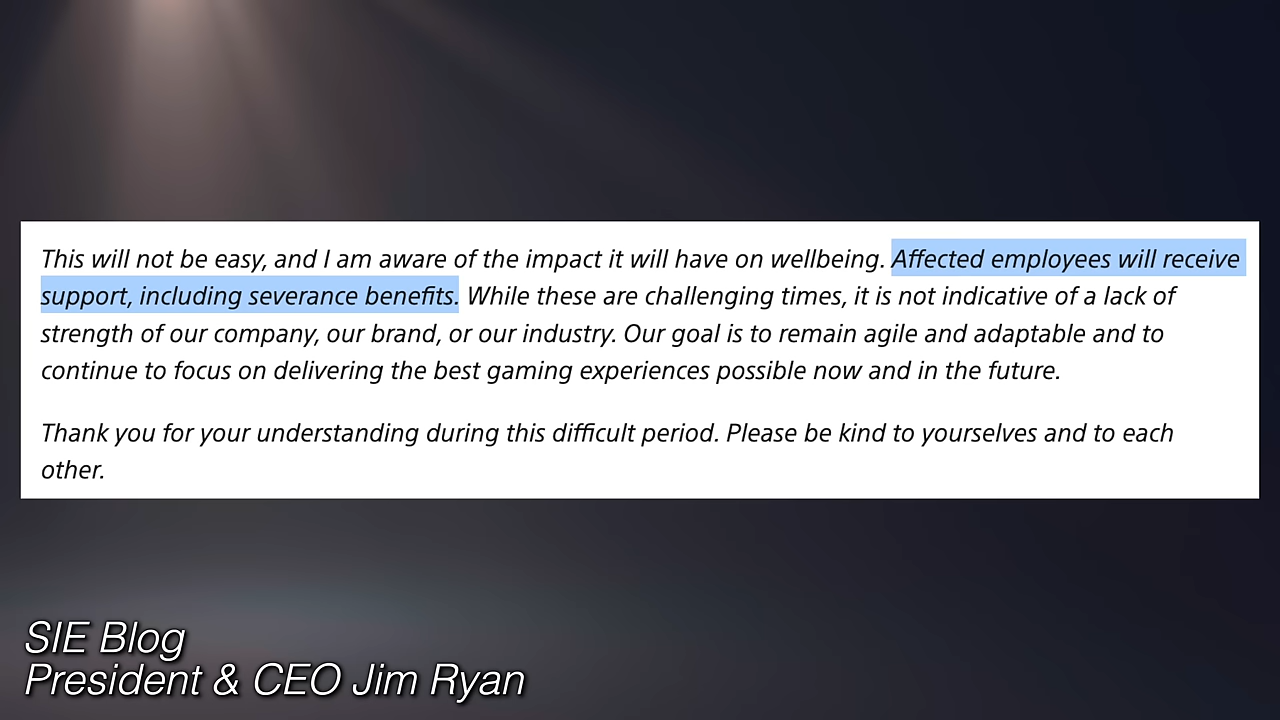 This will not be easy, and I am aware of the impact it will have on wellbeing. Affected employees will receive
support, including severance benefits. While these are challenging times, it is not indicative of a lack of
strength of our company, our brand, or our industry. Our goal is to remain agile and adaptable and to
continue to focus on delivering the best gaming experiences possible now and in the future.
Thank you for your understanding during this difficult period. Please be kind to yourselves and to each
other.
SIE Blog
President & CEO Jim Ryan